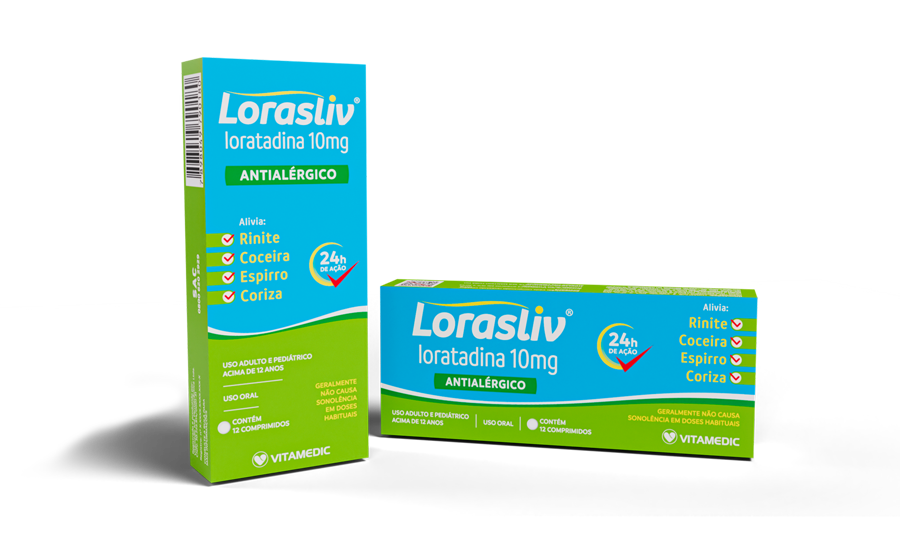 Lorasliv®
loratadina 10mg
ANTIALÉRGICO
Alivia:
Rinite
Coceira
Espirro
Coriza
24h
DE AÇÃO
USO ADULTO E PEDIÁTRICO
ACIMA DE 12 ANOS
USO ORAL
CONTÉM
12 COMPRIMIDOS
GERALMENTE
NÃO CAUSA
SONOLÊNCIA
EM DOSES
HABITUAIS
VITAMEDIC
SAC
Lorasliv®
loratadina 10mg
ANTIALÉRGICO
24h
DE AÇÃO
Alivia:
Rinite
Coceira
Espirro
Coriza
USO ADULTO E PEDIÁTRICO
ACIMA DE 12 ANOS
USO ORAL
CONTÉM
12 COMPRIMIDOS
GERALMENTE NÃO CAUSA
SONOLÊNCIA EM DOSES HABITUAIS
VITAMEDIC